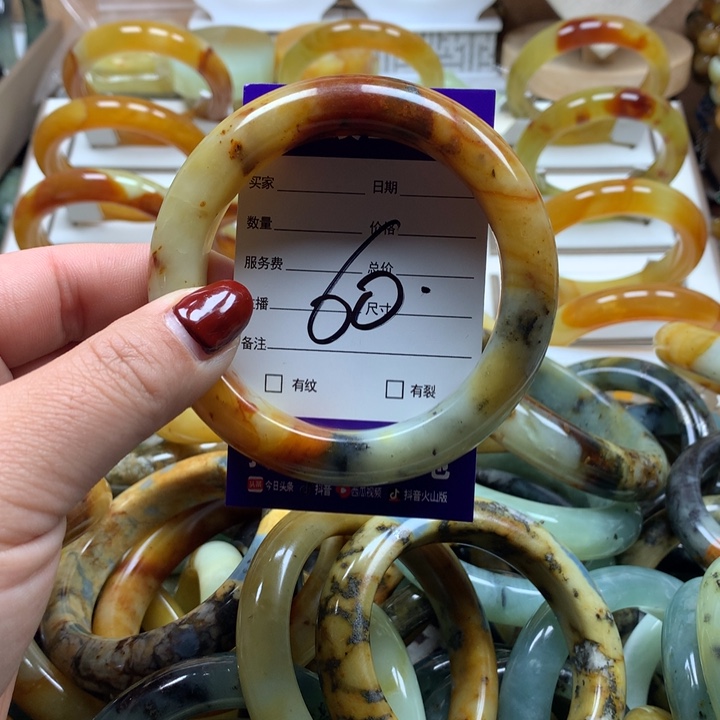 买家 日期
数量 价格
服务费 总价
播 尺寸
60.
备注
有纹 有裂
今日头条 抖音 西瓜视频 抖音火山版